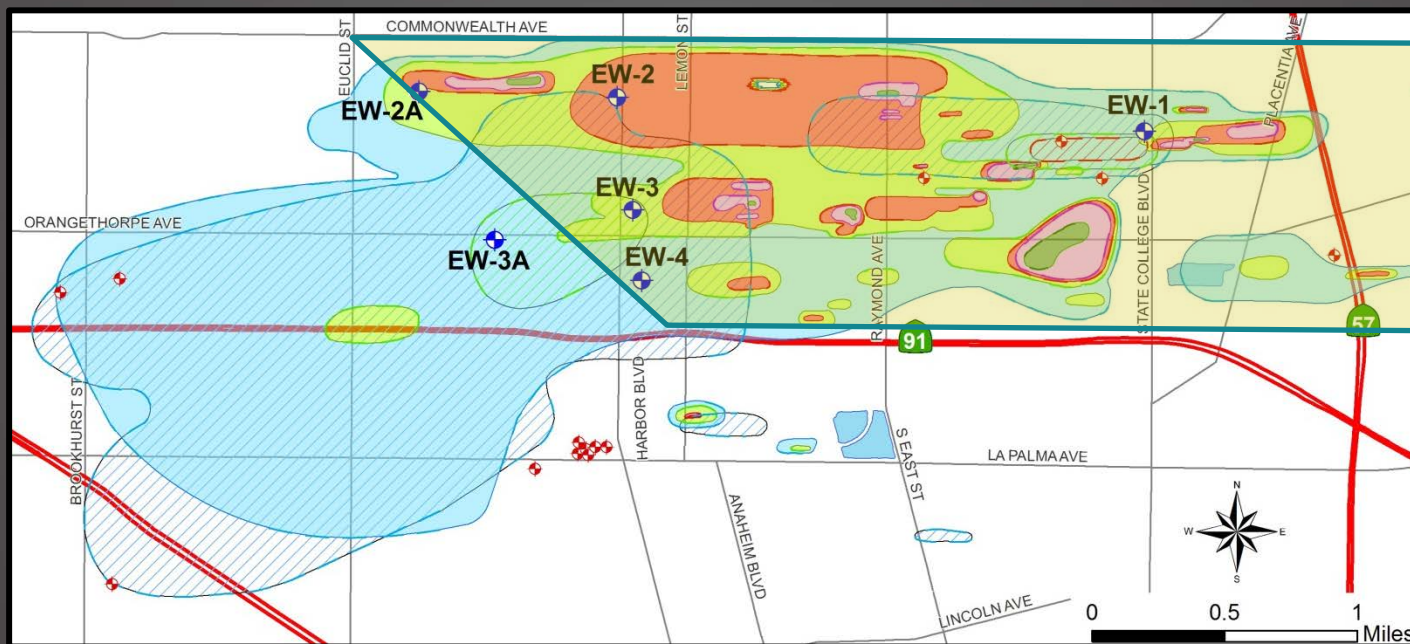 COMMONWEALTH AVE
EUCLID ST
LEMON ST
PLACENTIA AVE
EW-2A
EW-2
EW-1
EW-3
ORANGETHORPE AVE
EW-3A
EW-4
RAYMOND AVE
STATE COLLEGE BLVD
91
57
BROOKHURST ST
HARBOR BLVD
S EAST ST
LA PALMA AVE
ANAHEIM BLVD
N
W E
S
LINCOLN AVE
0 0.5 1
Miles